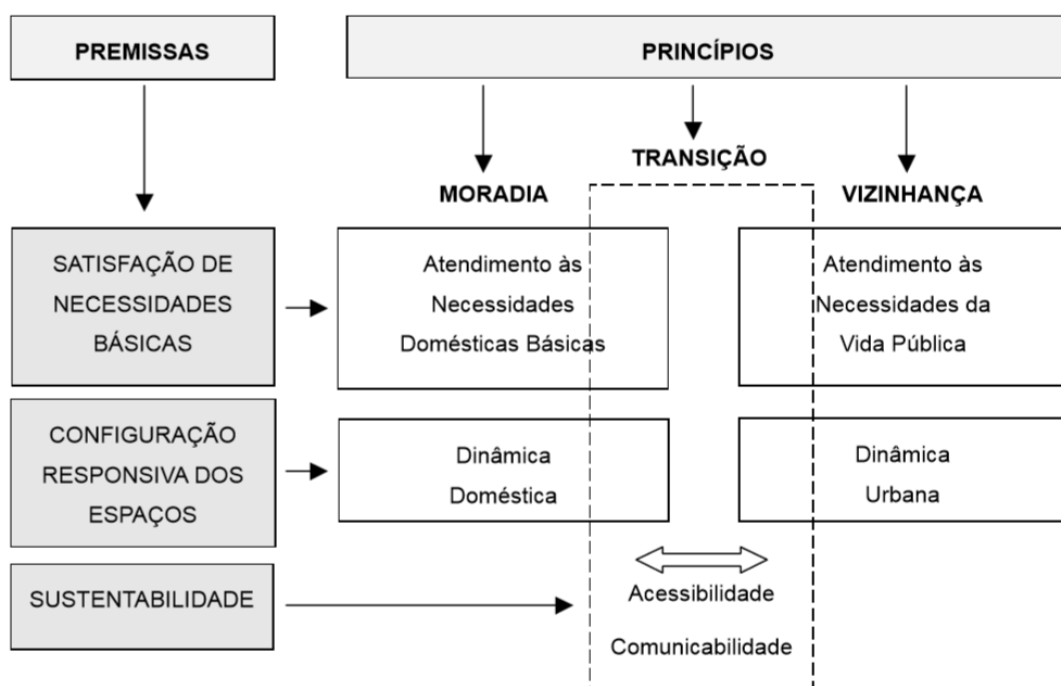 PREMISSAS
PRINCÍPIOS
TRANSIÇÃO
MORADIA
VIZINHANÇA
SATISFAÇÃO DE
NECESSIDADES
BÁSICAS
Atendimento às
Necessidades
Domésticas Básicas
Atendimento às
Necessidades da
Vida Pública
CONFIGURAÇÃO
RESPONSIVA DOS
ESPAÇOS
Dinâmica
Doméstica
Dinâmica
Urbana
SUSTENTABILIDADE
Acessibilidade
Comunicabilidade